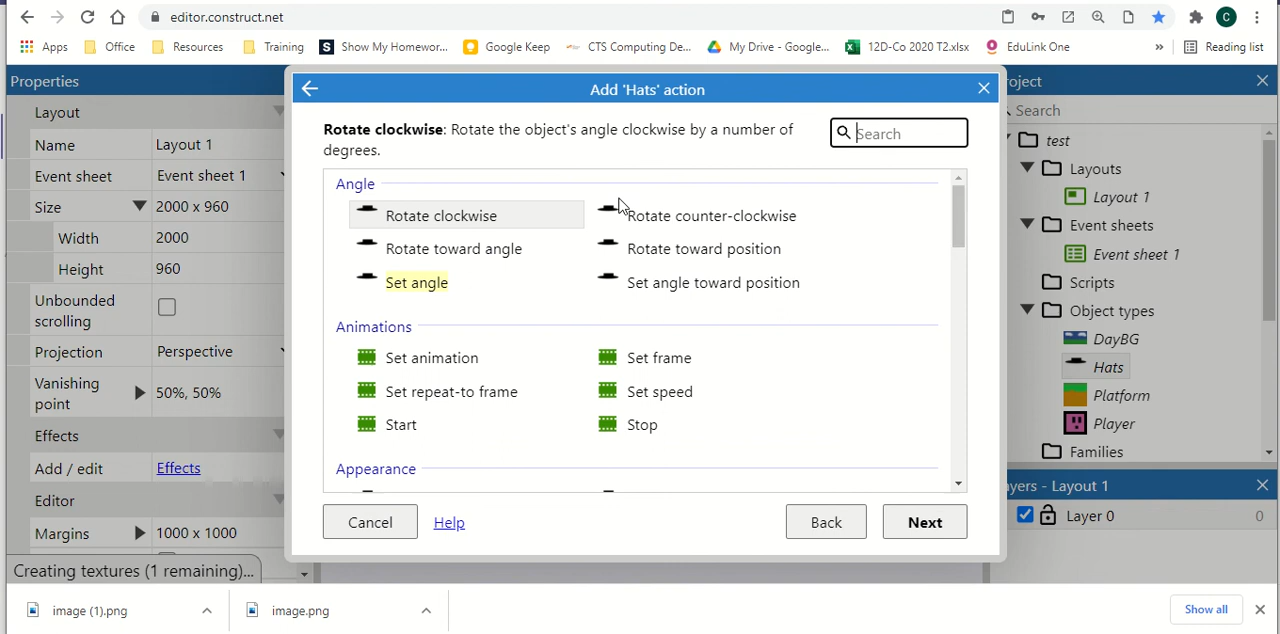 editor.construct.net
C
Apps
Office
Resources
Training
S
Show My Homewor...
Google Keep
CTS Computing De...
My Drive - Google...
12D-Co 2020 T2.xlsx
EduLink One
»
Reading list
Properties
Layout
Name
Layout 1
Event sheet
Event sheet 1
Size
2000 x 960
Width
2000
Height
960
Unbounded
scrolling
Projection
Perspective
Vanishing
point
50%, 50%
Effects
Add / edit
Effects
Editor
Margins
1000 x 1000
Creating textures (1 remaining)...
Add 'Hats' action
Rotate clockwise: Rotate the object's angle clockwise by a number of
degrees.
Search
Angle
Rotate clockwise
Rotate counter-clockwise
Rotate toward angle
Rotate toward position
Set angle
Set angle toward position
Animations
Set animation
Set frame
Set repeat-to frame
Set speed
Start
Stop
Appearance
Cancel
Help
Back
Next
roject
Search
test
Layouts
Layout 1
Event sheets
Event sheet 1
Scripts
Object types
DayBG
Hats
Platform
Player
Families
yers - Layout 1
Layer 0
0
image (1).png
image.png
Show all